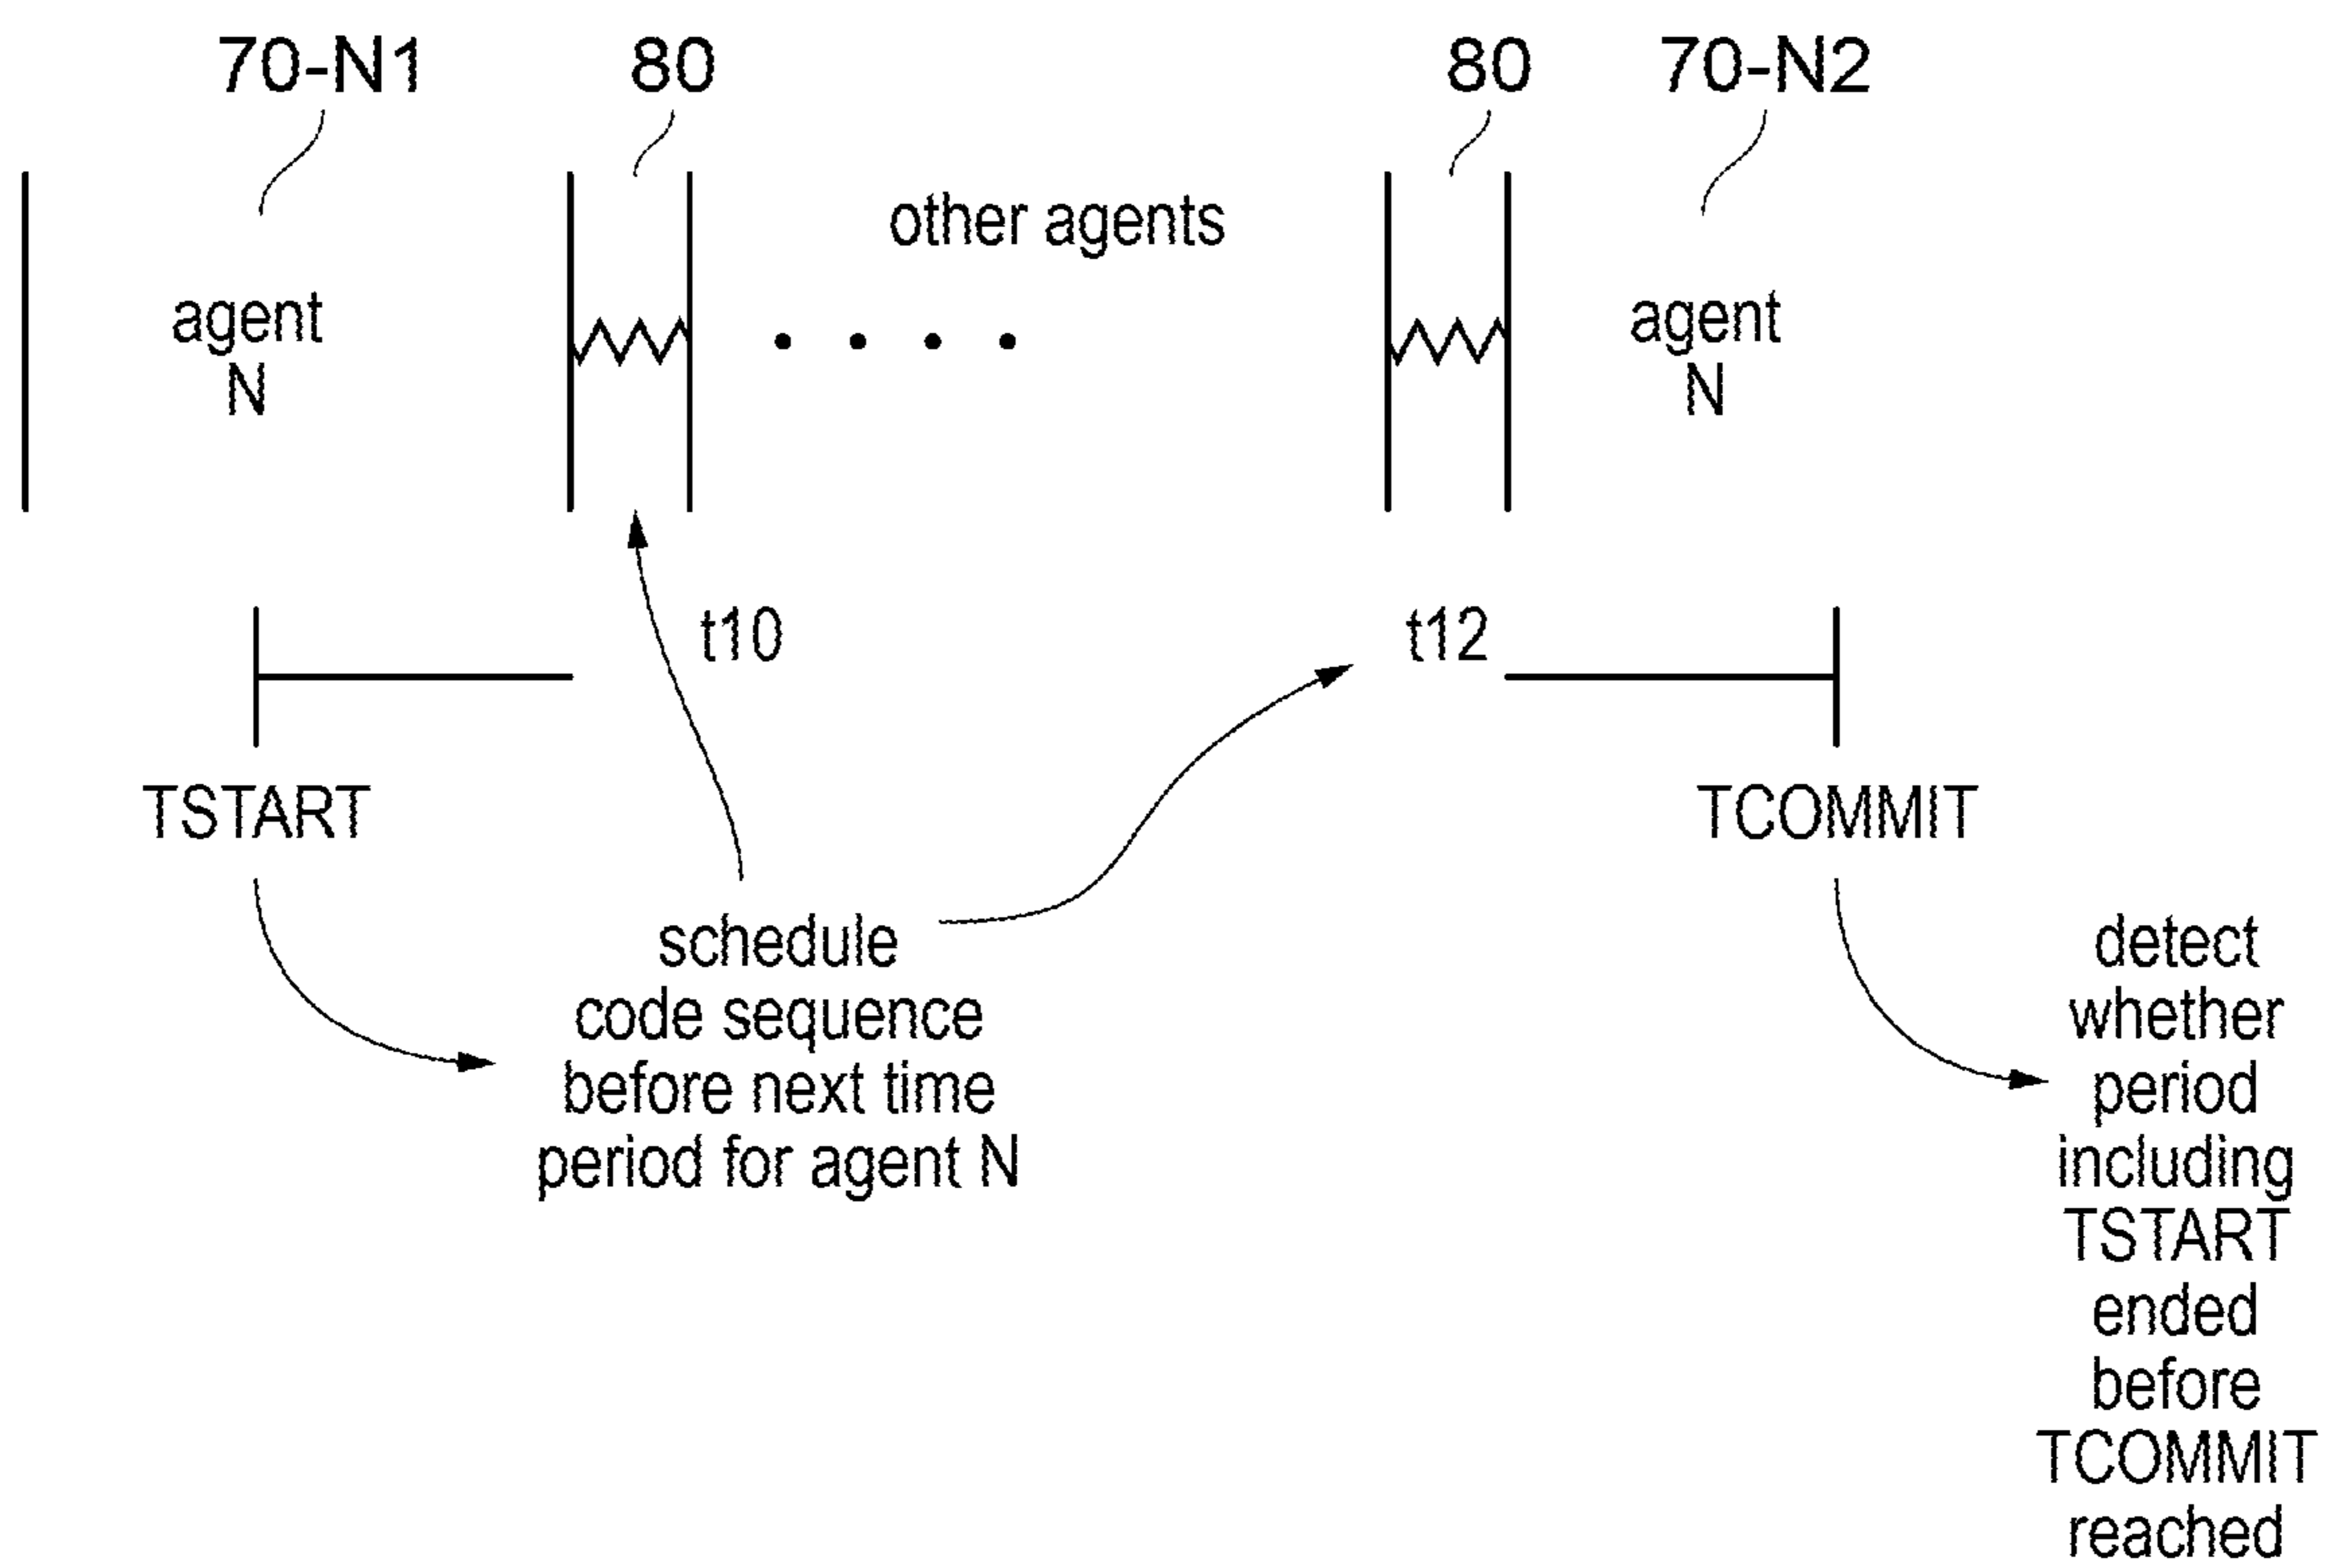 70-N1
80
80
70-N2
other agents
agent
N
agent
N
t10
t12
TSTART
TCOMMIT
schedule
code sequence
before next time
period for agent N
detect
whether
period
including
TSTART
ended
before
TCOMMIT
reached